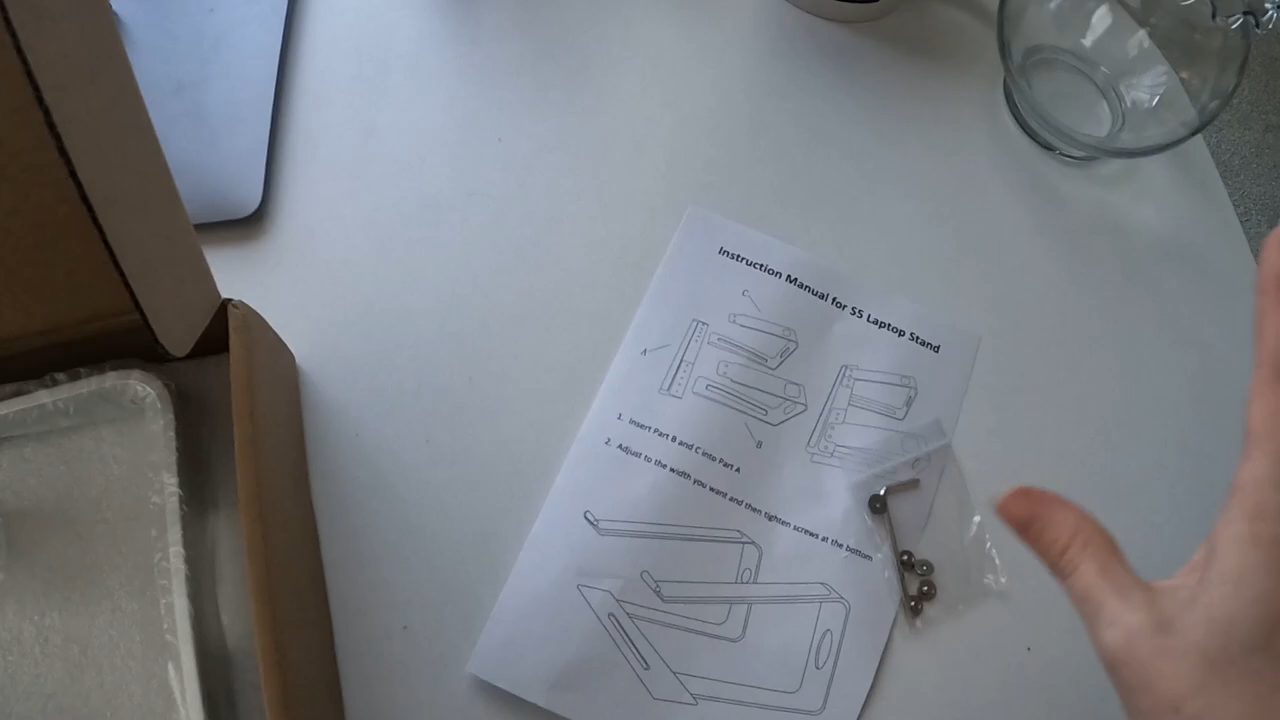 Instruction Manual for S5 Laptop Stand
C
A
B
1. Insert Part B and C into Part A
2. Adjust to the width you want and then tighten screws at the bottom